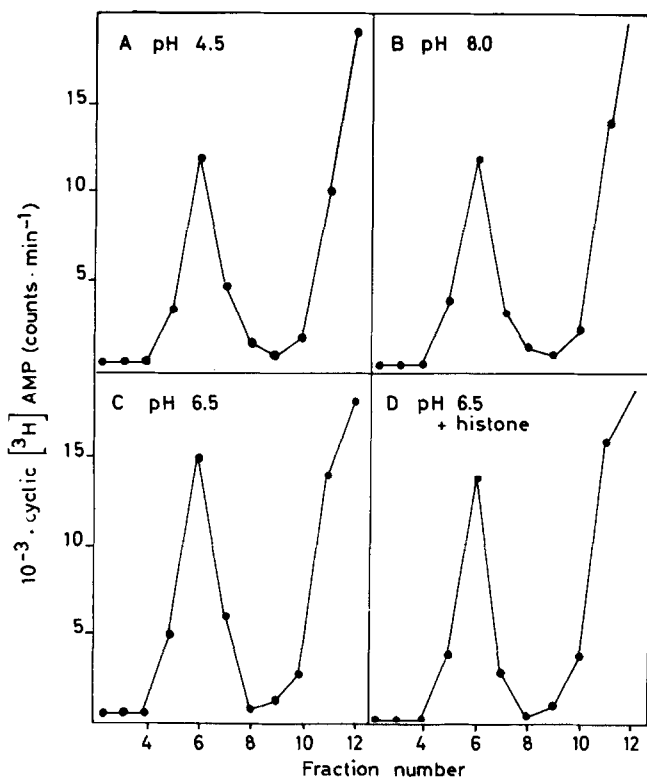 A pH 4.5
B pH 8.0
15
10
5
C pH 6.5
D pH 6.5
+ histone
15
10
5
4 6 8 10 12 4 6 8 10 12
Fraction number
10⁻³ · cyclic [³H] AMP (counts · min⁻¹)